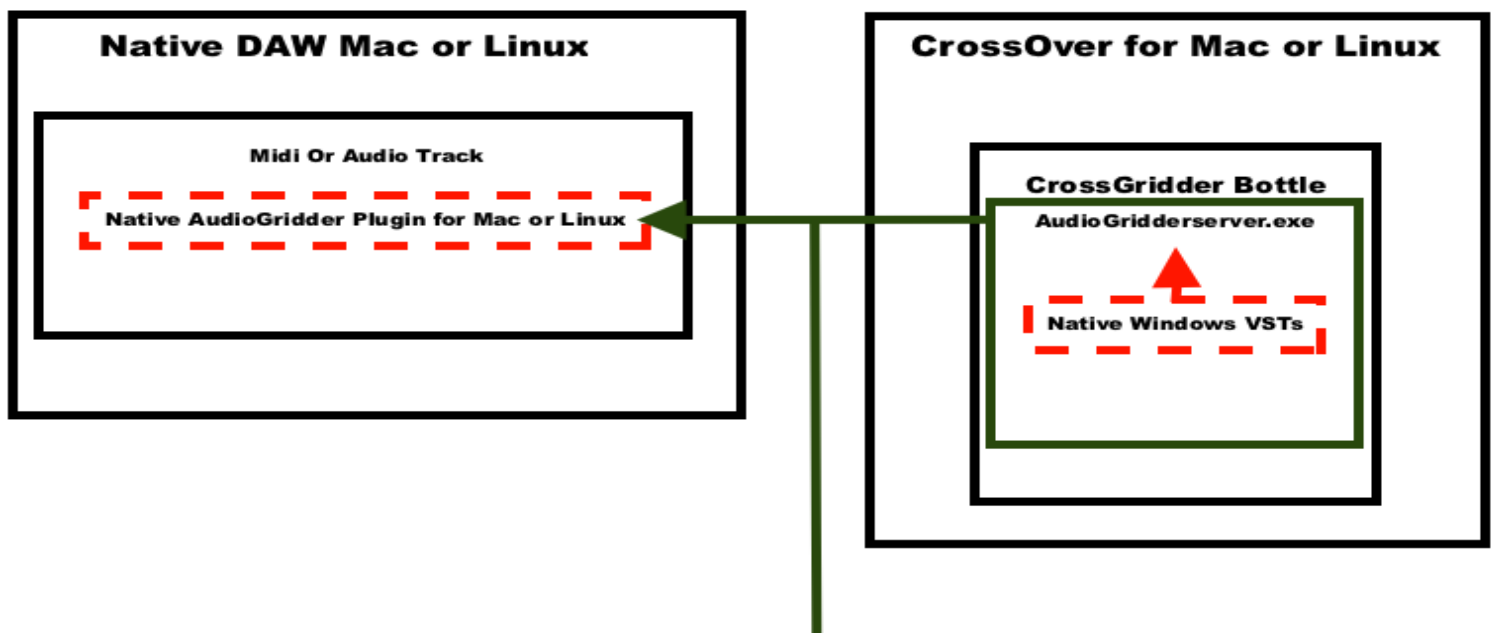 Native DAW Mac or Linux
Midi Or Audio Track
Native AudioGridder Plugin for Mac or Linux
CrossOver for Mac or Linux
CrossGridder Bottle
AudioGridderserver.exe
Native Windows VSTs